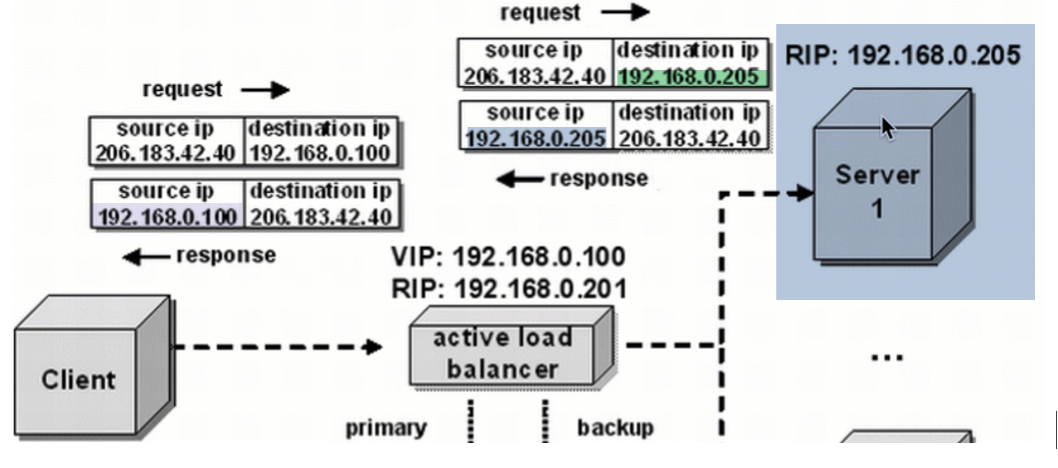 request
source ip destination ip
206.183.42.40 192.168.0.205
source ip destination ip
192.168.0.205 206.183.42.40
response
RIP: 192.168.0.205
Server
1
request
source ip destination ip
206.183.42.40 192.168.0.100
source ip destination ip
192.168.0.100 206.183.42.40
response
VIP: 192.168.0.100
RIP: 192.168.0.201
active load
balancer
Client
...
primary backup